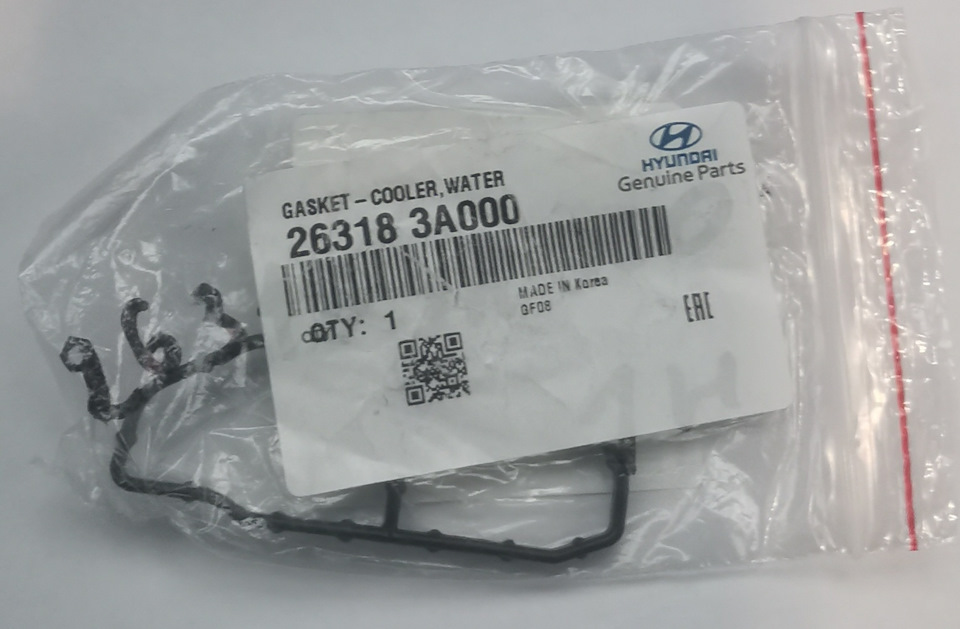 HYUNDAI
Genuine Parts
GASKET - COOLER, WATER
26318 3A000
MADE IN Korea
GF08
QTY: 1
EAC